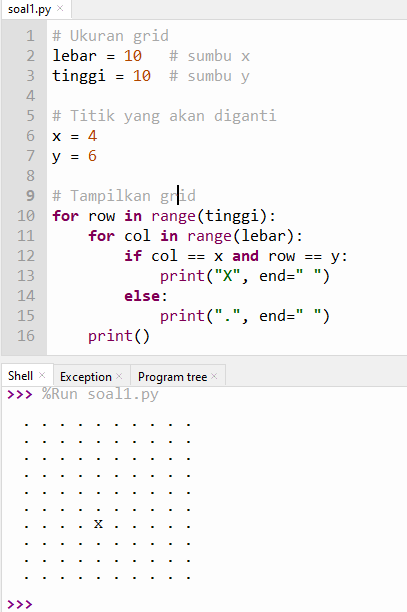 soal1.py ×
1 # Ukuran grid
2 lebar = 10   # sumbu x
3 tinggi = 10  # sumbu y
4
5 # Titik yang akan diganti
6 x = 4
7 y = 6
8
9 # Tampilkan grid
10 for row in range(tinggi):
11     for col in range(lebar):
12         if col == x and row == y:
13             print("X", end=" ")
14         else:
15             print(".", end=" ")
16     print()
Shell × Exception × Program tree ×
>>> %Run soal1.py
. . . . . . . . . .
. . . . . . . . . .
. . . . . . . . . .
. . . . . . . . . .
. . . . . . . . . .
. . . . . . . . . .
. . . . X . . . . .
. . . . . . . . . .
. . . . . . . . . .
. . . . . . . . . .
>>>